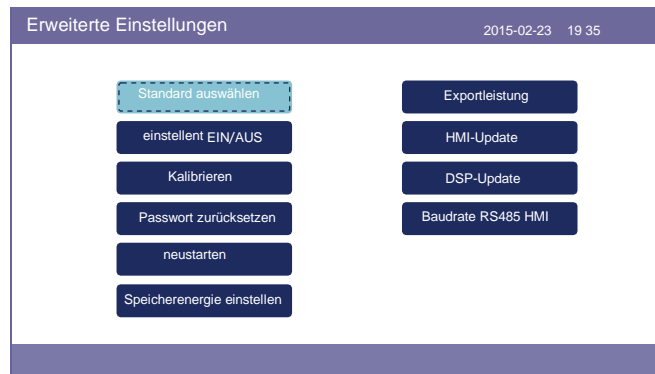 Erweiterte Einstellungen
2015-02-23 19 35
Standard auswählen
einstellent EIN/AUS
Kalibrieren
Passwort zurücksetzen
neustarten
Speicherenergie einstellen
Exportleistung
HMI-Update
DSP-Update
Baudrate RS485 HMI